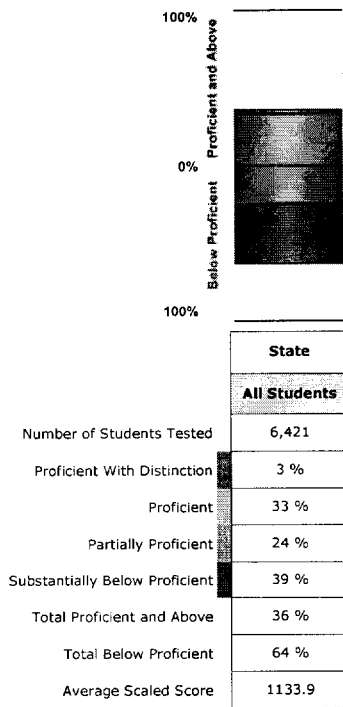 100%
Proficient and Above
0%
Below Proficient
100%
State
All Students
Number of Students Tested 6,421
Proficient With Distinction 3 %
Proficient 33 %
Partially Proficient 24 %
Substantially Below Proficient 39 %
Total Proficient and Above 36 %
Total Below Proficient 64 %
Average Scaled Score 1133.9